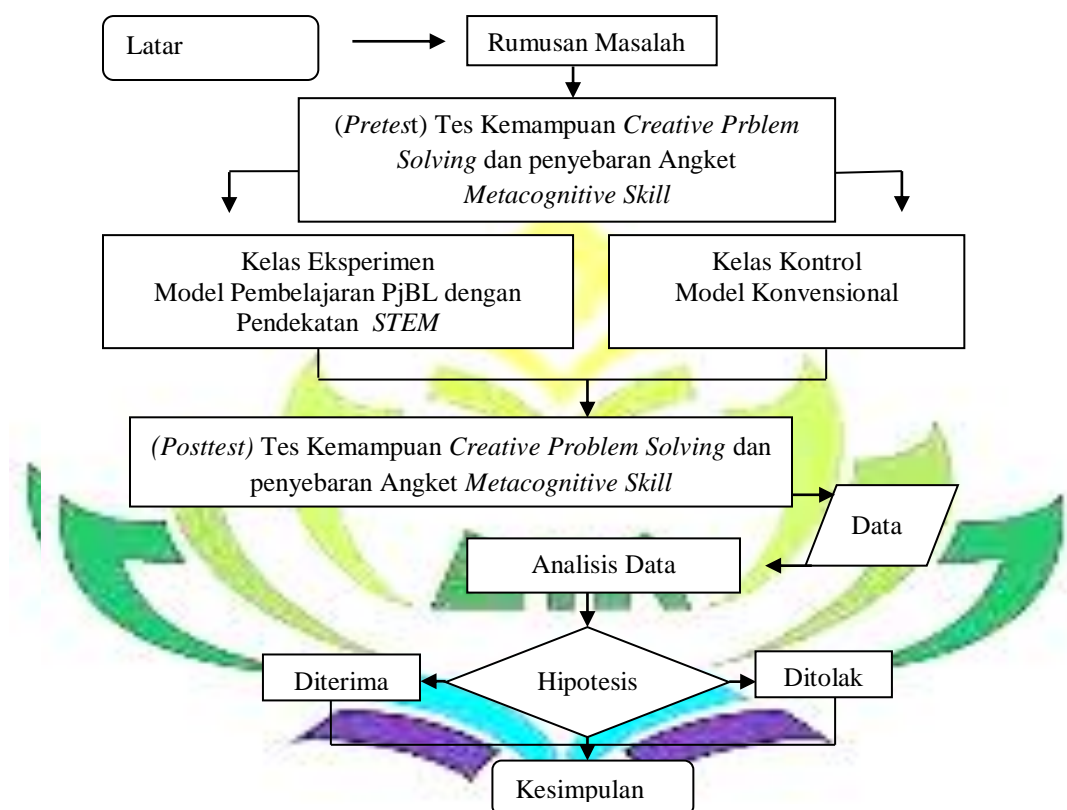 Latar
Rumusan Masalah
(Pretest) Tes Kemampuan Creative Prblem
Solving dan penyebaran Angket
Metacognitive Skill
Kelas Eksperimen
Model Pembelajaran PjBL dengan
Pendekatan STEM
Kelas Kontrol
Model Konvensional
(Posttest) Tes Kemampuan Creative Problem Solving dan
penyebaran Angket Metacognitive Skill
Data
Analisis Data
Diterima
Hipotesis
Ditolak
Kesimpulan